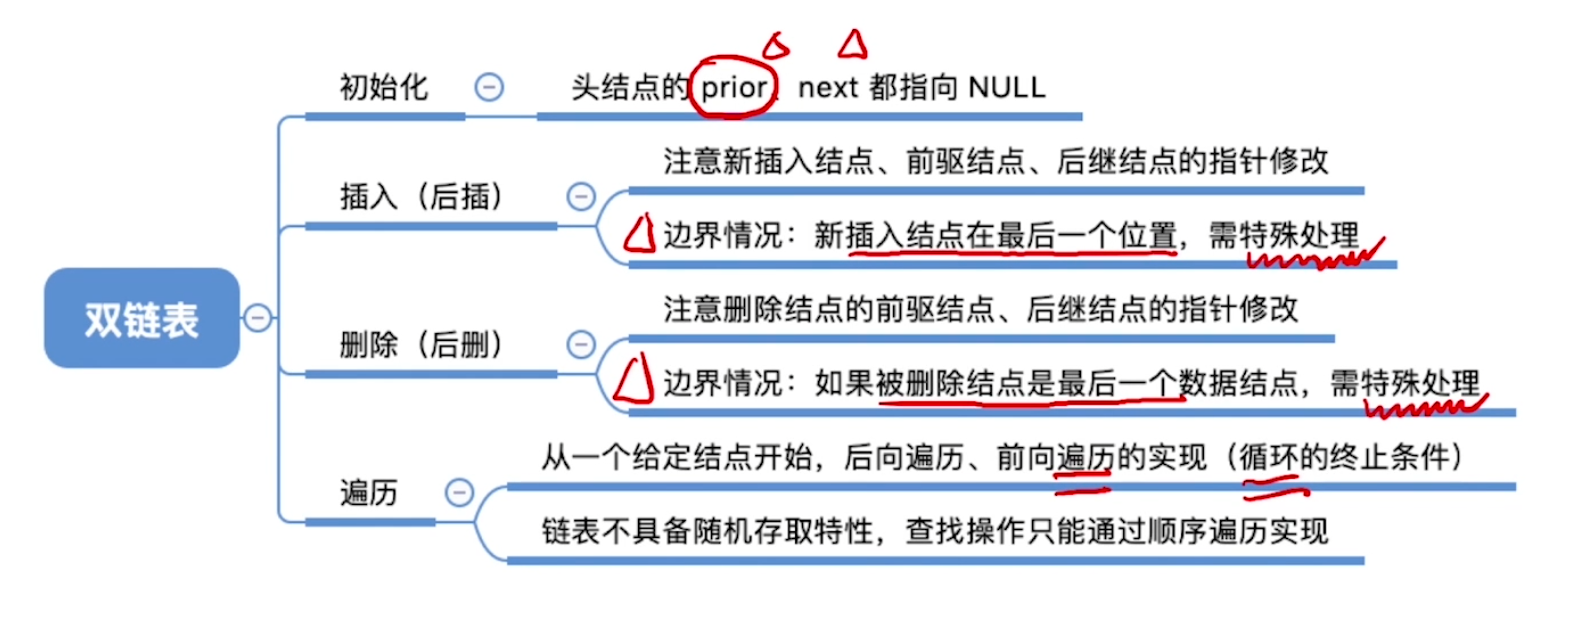 双链表
初始化
头结点的 prior、next 都指向 NULL
插入（后插）
注意新插入结点、前驱结点、后继结点的指针修改
边界情况：新插入结点在最后一个位置，需特殊处理
删除（后删）
注意删除结点的前驱结点、后继结点的指针修改
边界情况：如果被删除结点是最后一个数据结点，需特殊处理
遍历
从一个给定结点开始，后向遍历、前向遍历的实现（循环的终止条件）
链表不具备随机存取特性，查找操作只能通过顺序遍历实现